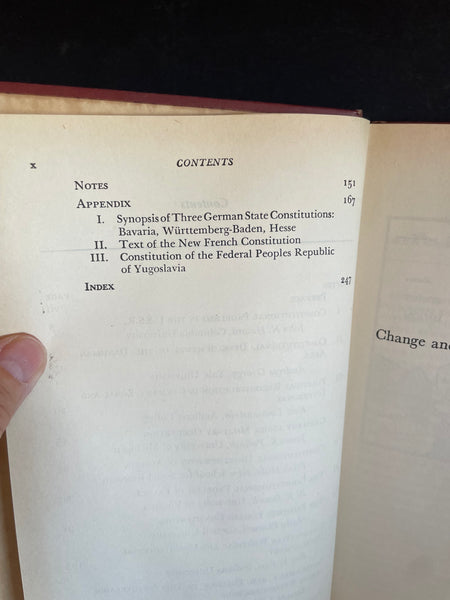 x CONTENTS
NOTES 151
APPENDIX 167
I. Synopsis of Three German State Constitutions:
Bavaria, Württemberg-Baden, Hesse
II. Text of the New French Constitution
III. Constitution of the Federal Peoples Republic
of Yugoslavia
INDEX 247
Change and